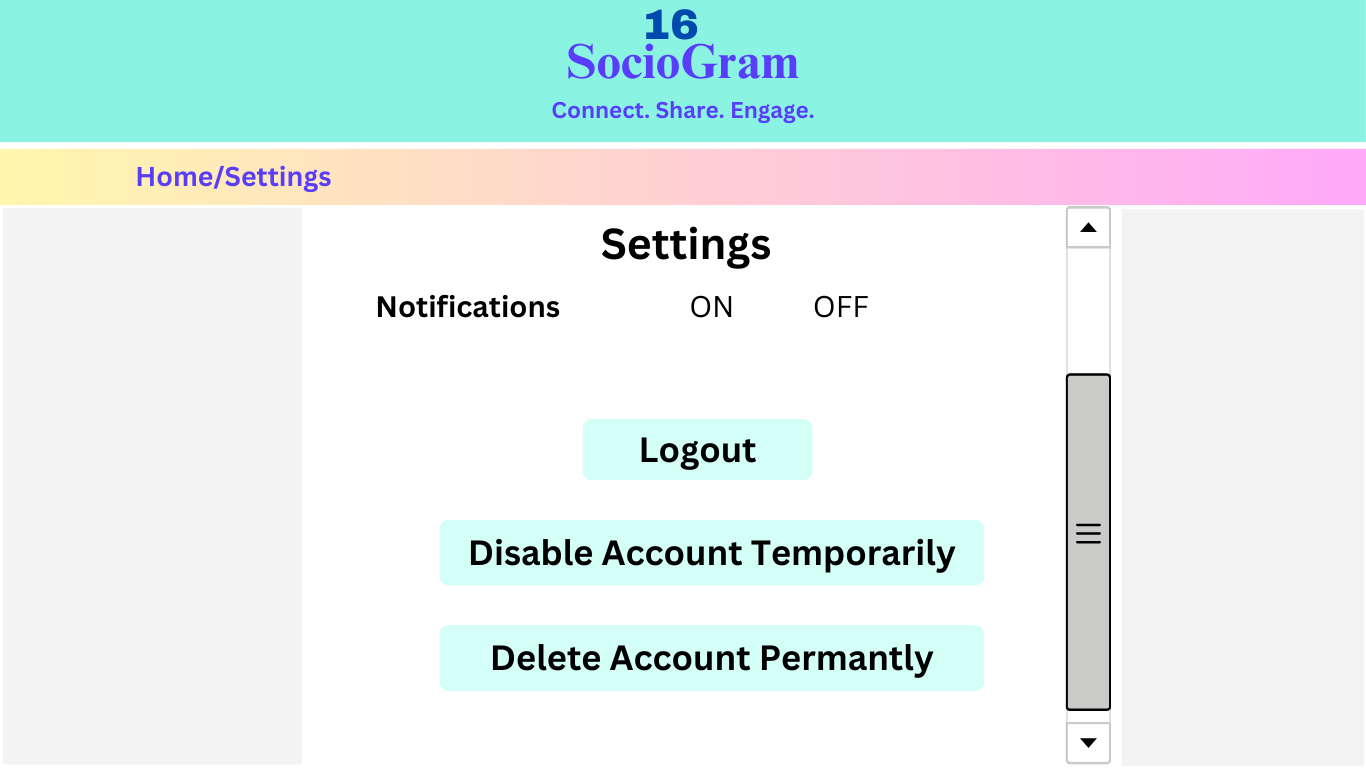 16
SocioGram
Connect. Share. Engage.
Home/Settings
Settings
Notifications ON OFF
Logout
Disable Account Temporarily
Delete Account Permantly